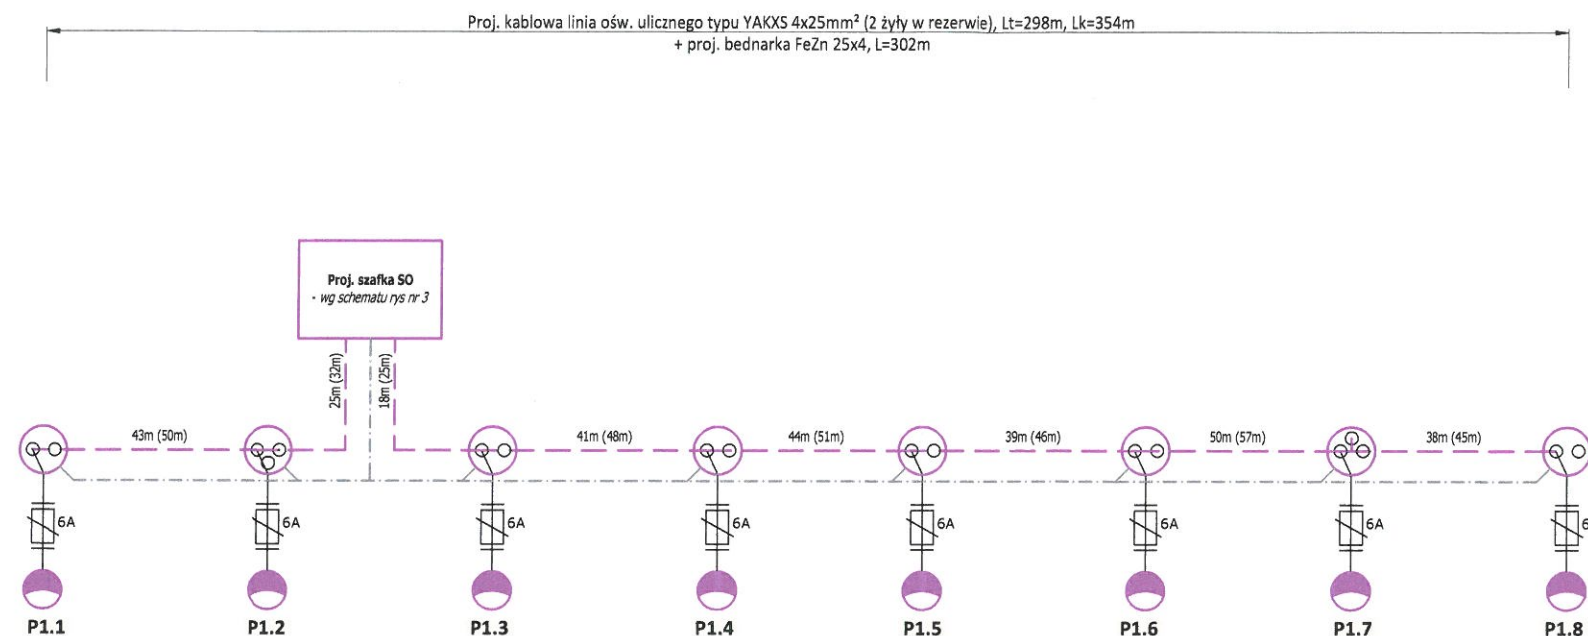 Proj. kablowa linia ośw. ulicznego typu YAKXS 4x25mm² (2 żyły w rezerwie), Lt=298m, Lk=354m
+ proj. bednarka FeZn 25x4, L=302m
Proj. szafka SO
- wg schematu rys nr 3
25m (32m)
18m (25m)
43m (50m)
41m (48m)
44m (51m)
39m (46m)
50m (57m)
38m (45m)
6A
6A
6A
6A
6A
6A
6A
6
P1.1
P1.2
P1.3
P1.4
P1.5
P1.6
P1.7
P1.8